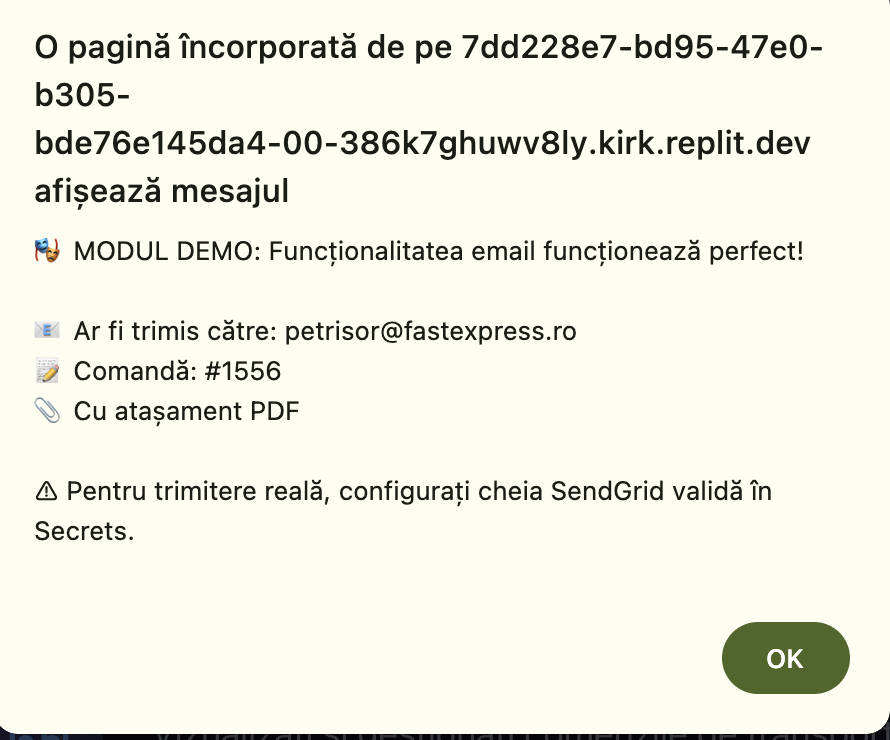 O pagină încorporată de pe 7dd228e7-bd95-47e0-
b305-
bde76e145da4-00-386k7ghuwv8ly.kirk.replit.dev
afișează mesajul
🎭 MODUL DEMO: Funcționalitatea email funcționează perfect!
📧 Ar fi trimis către: petrisor@fastexpress.ro
📝 Comandă: #1556
📎 Cu atașament PDF
⚠ Pentru trimitere reală, configurați cheia SendGrid validă în
Secrets.
OK